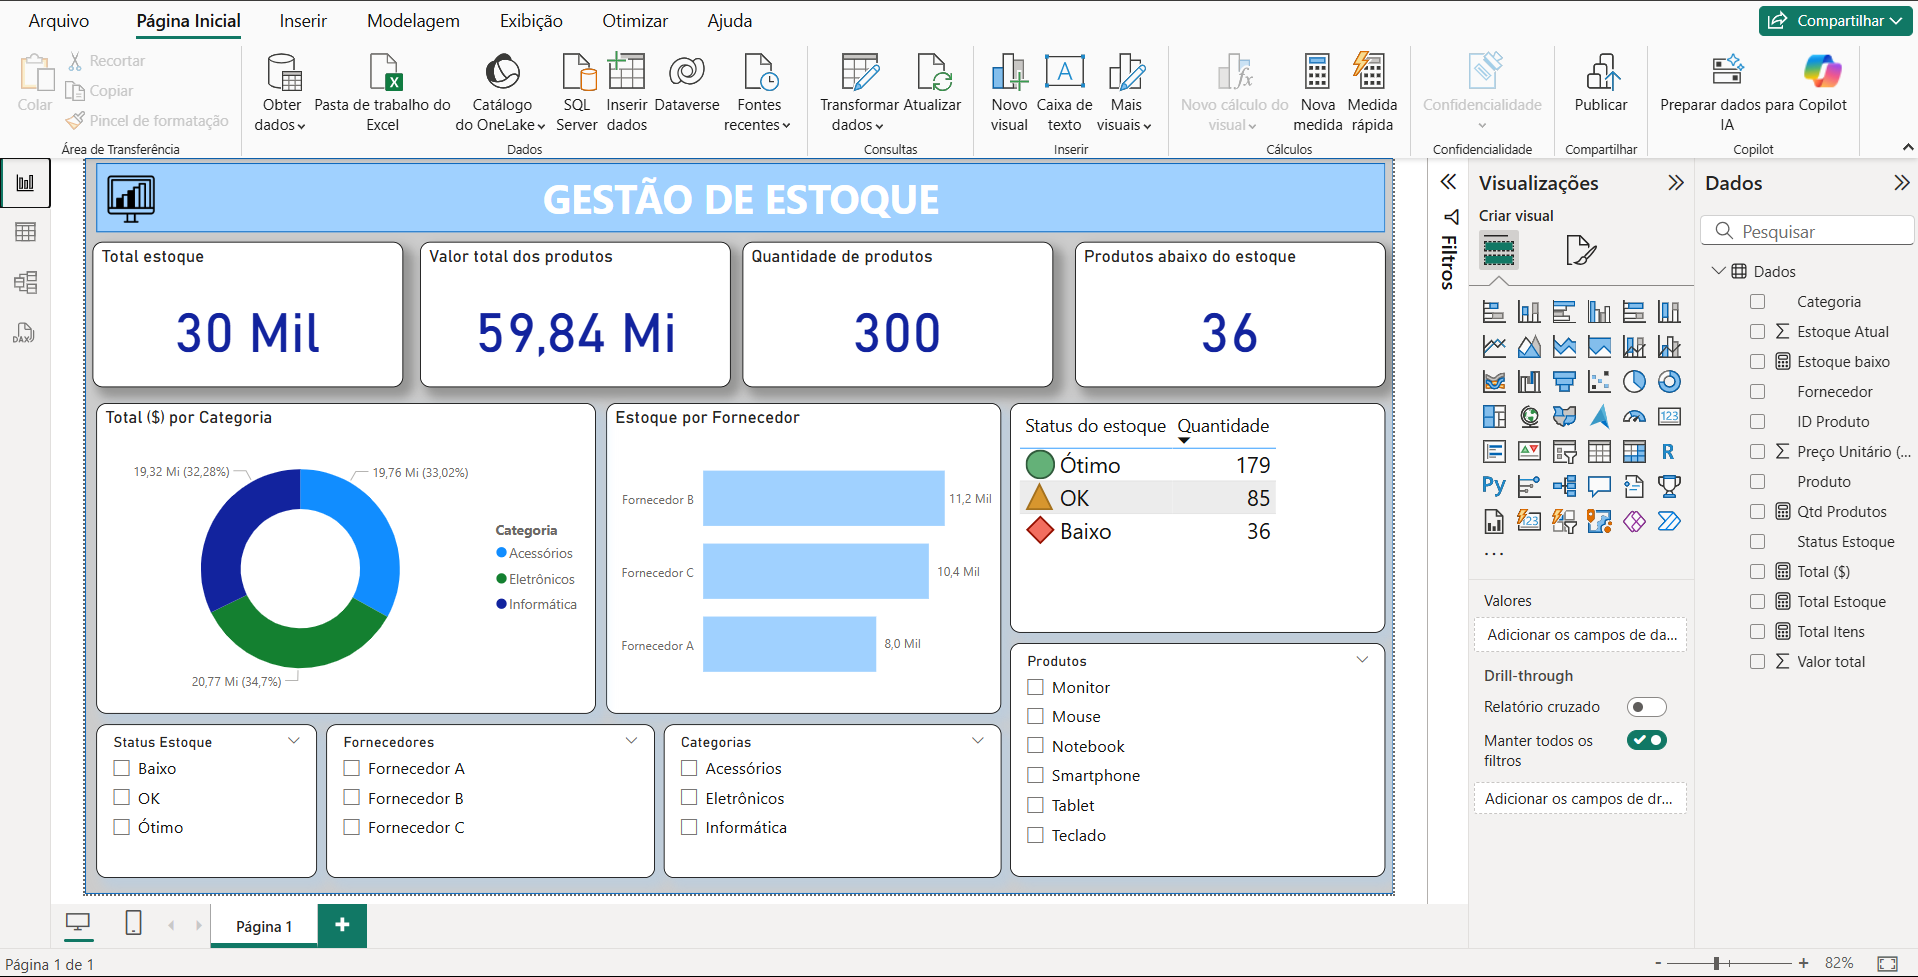 Arquivo Página Inicial Inserir Modelagem Exibição Otimizar Ajuda Compartilhar
Colar
Recortar
Copiar
Pincel de formatação
Área de Transferência
Obter dados
Pasta de trabalho do Excel
Catálogo do OneLake
SQL Server
Inserir dados
Dataverse
Fontes recentes
Dados
Transformar dados
Atualizar
Consultas
Novo visual
Caixa de texto
Mais visuais
Inserir
Novo cálculo do visual
Nova medida
Medida rápida
Cálculos
Confidencialidade
Confidencialidade
Publicar
Compartilhar
Preparar dados para IA
Copilot
Copilot
GESTÃO DE ESTOQUE
Total estoque
30 Mil
Valor total dos produtos
59,84 Mi
Quantidade de produtos
300
Produtos abaixo do estoque
36
Total ($) por Categoria
19,32 Mi (32,28%)
19,76 Mi (33,02%)
20,77 Mi (34,7%)
Categoria
Acessórios
Eletrônicos
Informática
Estoque por Fornecedor
Fornecedor B 11,2 Mil
Fornecedor C 10,4 Mil
Fornecedor A 8,0 Mil
Status do estoque Quantidade
Ótimo 179
OK 85
Baixo 36
Produtos
Monitor
Mouse
Notebook
Smartphone
Tablet
Teclado
Status Estoque
Baixo
OK
Ótimo
Fornecedores
Fornecedor A
Fornecedor B
Fornecedor C
Categorias
Acessórios
Eletrônicos
Informática
Filtros
Visualizações
Criar visual
123
R
Py
123
...
Valores
Adicionar os campos de da...
Drill-through
Relatório cruzado
Manter todos os filtros
Adicionar os campos de dr...
Dados
Pesquisar
Dados
Categoria
Estoque Atual
Estoque baixo
Fornecedor
ID Produto
Preço Unitário (...
Produto
Qtd Produtos
Status Estoque
Total ($)
Total Estoque
Total Itens
Valor total
DAX
Página 1
Página 1 de 1
82%